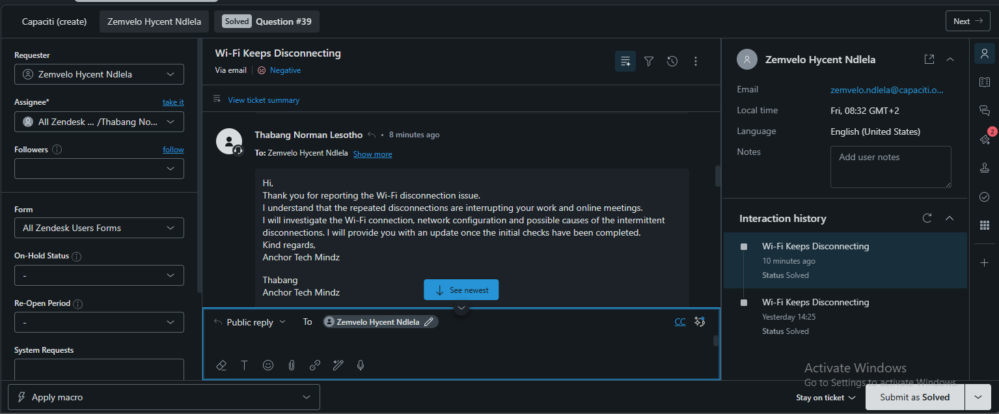 Capaciti (create)
Zemvelo Hycent Ndlela
Solved Question #39
Next
Requester
Zemvelo Hycent Ndlela
Assignee*
take it
All Zendesk ... /Thabang No...
Followers
follow
Form
All Zendesk Users Forms
On-Hold Status
-
Re-Open Period
-
System Requests
Wi-Fi Keeps Disconnecting
Via email
Negative
View ticket summary
Thabang Norman Lesotho • 8 minutes ago
To: Zemvelo Hycent Ndlela Show more
Hi,
Thank you for reporting the Wi-Fi disconnection issue.
I understand that the repeated disconnections are interrupting your work and online meetings.
I will investigate the Wi-Fi connection, network configuration and possible causes of the intermittent
disconnections. I will provide you with an update once the initial checks have been completed.
Kind regards,
Anchor Tech Mindz
Thabang
Anchor Tech Mindz
See newest
Public reply
To
Zemvelo Hycent Ndlela
CC
Zemvelo Hycent Ndlela
Email
zemvelo.ndlela@capaciti.o...
Local time
Fri, 08:32 GMT+2
Language
English (United States)
Notes
Add user notes
Interaction history
Wi-Fi Keeps Disconnecting
10 minutes ago
Status Solved
Wi-Fi Keeps Disconnecting
Yesterday 14:25
Status Solved
2
Activate Windows
Go to Settings to activate Windows.
Apply macro
Stay on ticket
Submit as Solved